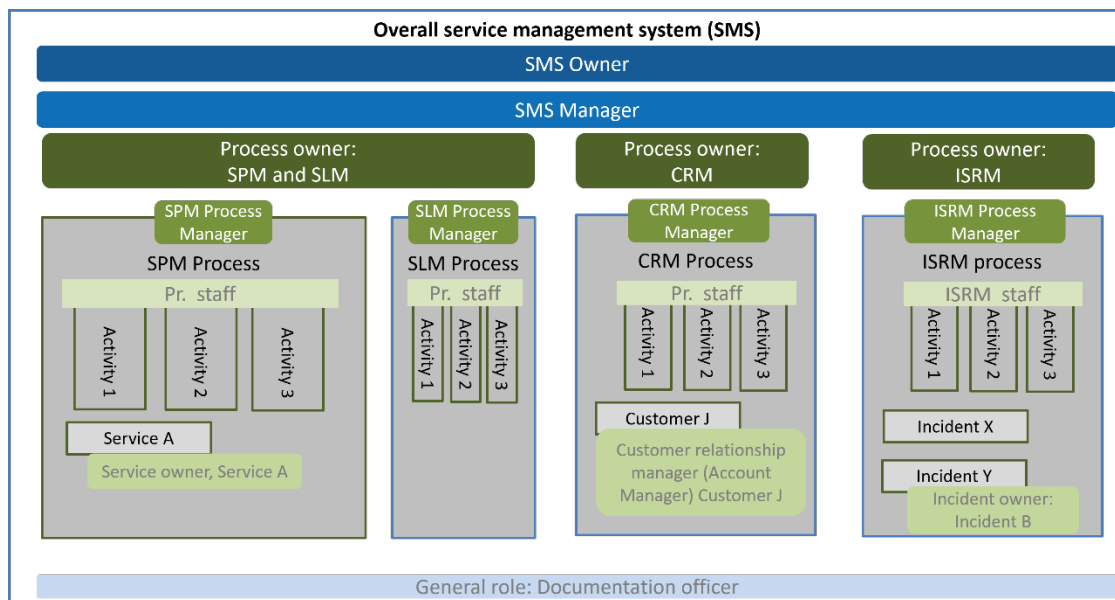 Overall service management system (SMS)
SMS Owner
SMS Manager
Process owner:
SPM and SLM
Process owner:
CRM
Process owner:
ISRM
SPM Process
Manager
SPM Process
Pr. staff
Activity 1
Activity 2
Activity 3
Service A
Service owner, Service A
SLM Process
Manager
SLM Process
Pr. staff
Activity 1
Activity 2
Activity 3
CRM Process
Manager
CRM Process
Pr. staff
Activity 1
Activity 2
Activity 3
Customer J
Customer relationship
manager (Account
Manager) Customer J
ISRM Process
Manager
ISRM process
ISRM staff
Activity 1
Activity 2
Activity 3
Incident X
Incident Y
Incident owner:
Incident B
General role: Documentation officer